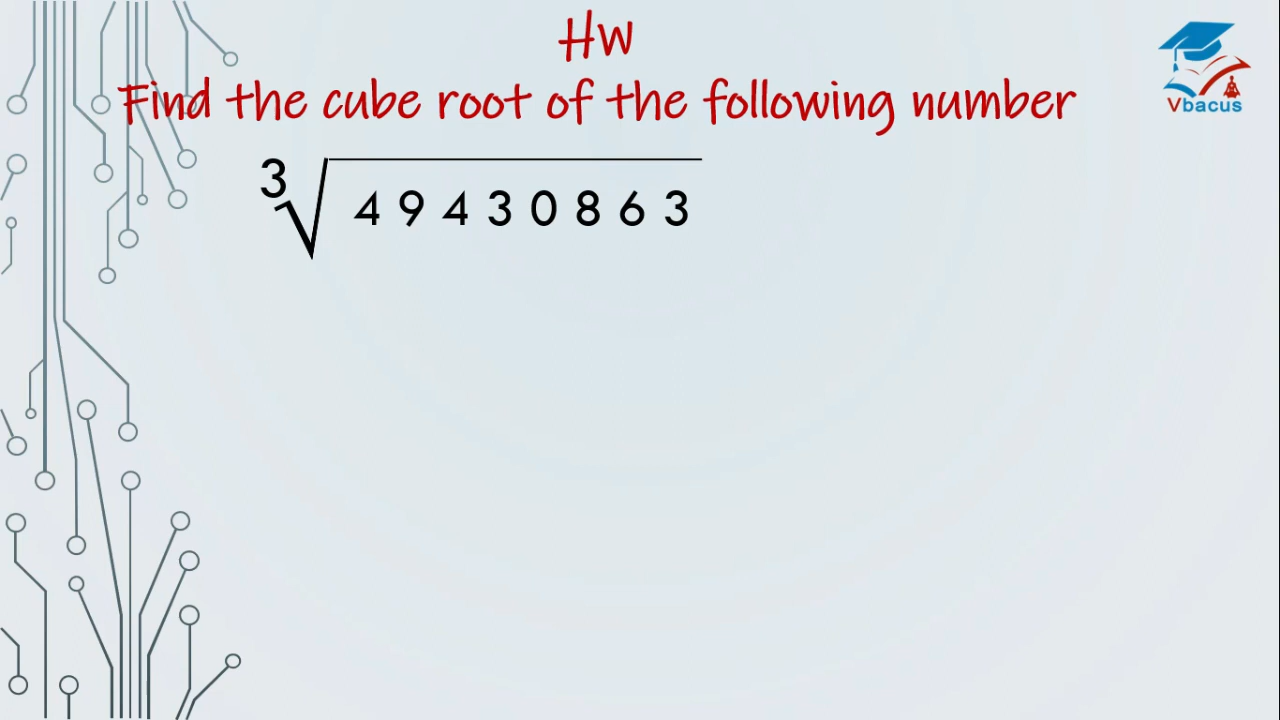 HW
Find the cube root of the following number
Vbacus
3√ 4 9 4 3 0 8 6 3